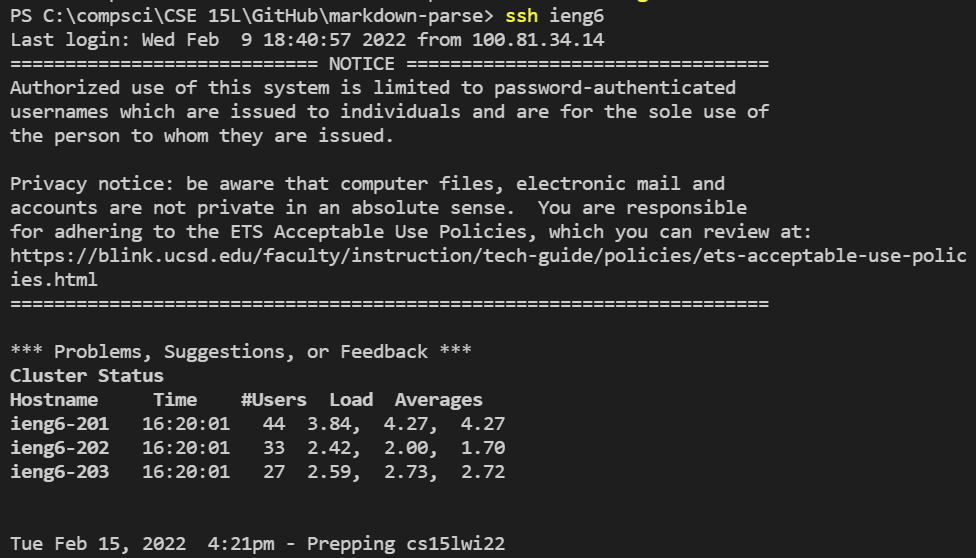 PS C:\compsci\CSE 15L\GitHub\markdown-parse> ssh ieng6
Last login: Wed Feb  9 18:40:57 2022 from 100.81.34.14
============================ NOTICE =================================
Authorized use of this system is limited to password-authenticated
usernames which are issued to individuals and are for the sole use of
the person to whom they are issued.

Privacy notice: be aware that computer files, electronic mail and
accounts are not private in an absolute sense.  You are responsible
for adhering to the ETS Acceptable Use Policies, which you can review at:
https://blink.ucsd.edu/faculty/instruction/tech-guide/policies/ets-acceptable-use-polic
ies.html
=====================================================================

*** Problems, Suggestions, or Feedback ***
Cluster Status
Hostname     Time    #Users  Load  Averages
ieng6-201   16:20:01   44  3.84,  4.27,  4.27
ieng6-202   16:20:01   33  2.42,  2.00,  1.70
ieng6-203   16:20:01   27  2.59,  2.73,  2.72

Tue Feb 15, 2022  4:21pm - Prepping cs15lwi22